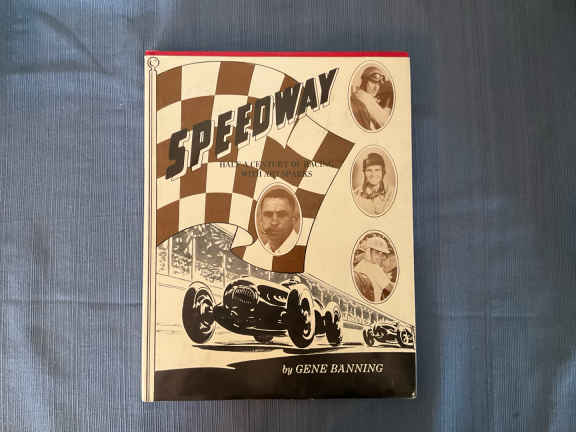 SPEEDWAY
HALF A CENTURY OF RACING
WITH ART SPARKS
by GENE BANNING